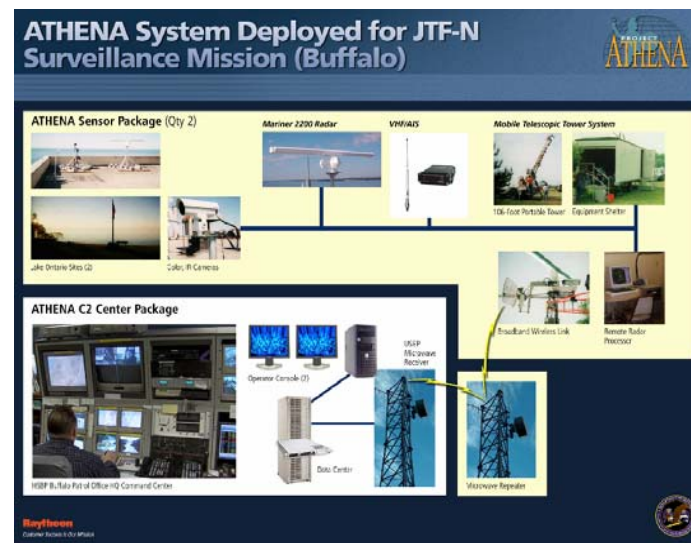 ATHENA System Deployed for JTF-N
Surveillance Mission (Buffalo)
PROJECT
ATHENA
ATHENA Sensor Package (Qty 2)
Mariner 2200 Radar
VHF/AIS
Mobile Telescopic Tower System
106-Foot Portable Tower
Equipment Shelter
Lake Ontario Sites (2)
Color, IR Cameras
Broadband Wireless Link
Remote Radar
Processor
ATHENA C2 Center Package
Operator Console (2)
USBP
Microwave
Receiver
Data Center
HSBP Buffalo Patrol Office HQ Command Center
Microwave Repeater
Raytheon
Customer Success Is Our Mission